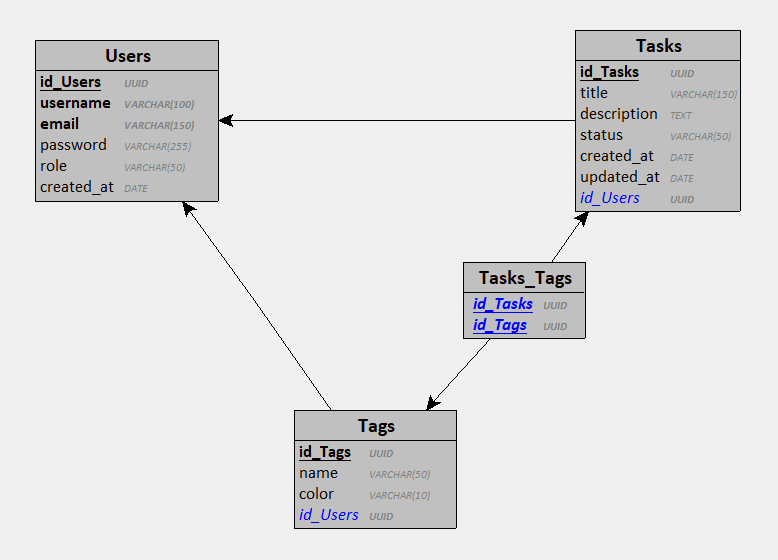 Users
id_Users UUID
username VARCHAR(100)
email VARCHAR(150)
password VARCHAR(255)
role VARCHAR(50)
created_at DATE
Tasks
id_Tasks UUID
title VARCHAR(150)
description TEXT
status VARCHAR(50)
created_at DATE
updated_at DATE
id_Users UUID
Tasks_Tags
id_Tasks UUID
id_Tags UUID
Tags
id_Tags UUID
name VARCHAR(50)
color VARCHAR(10)
id_Users UUID